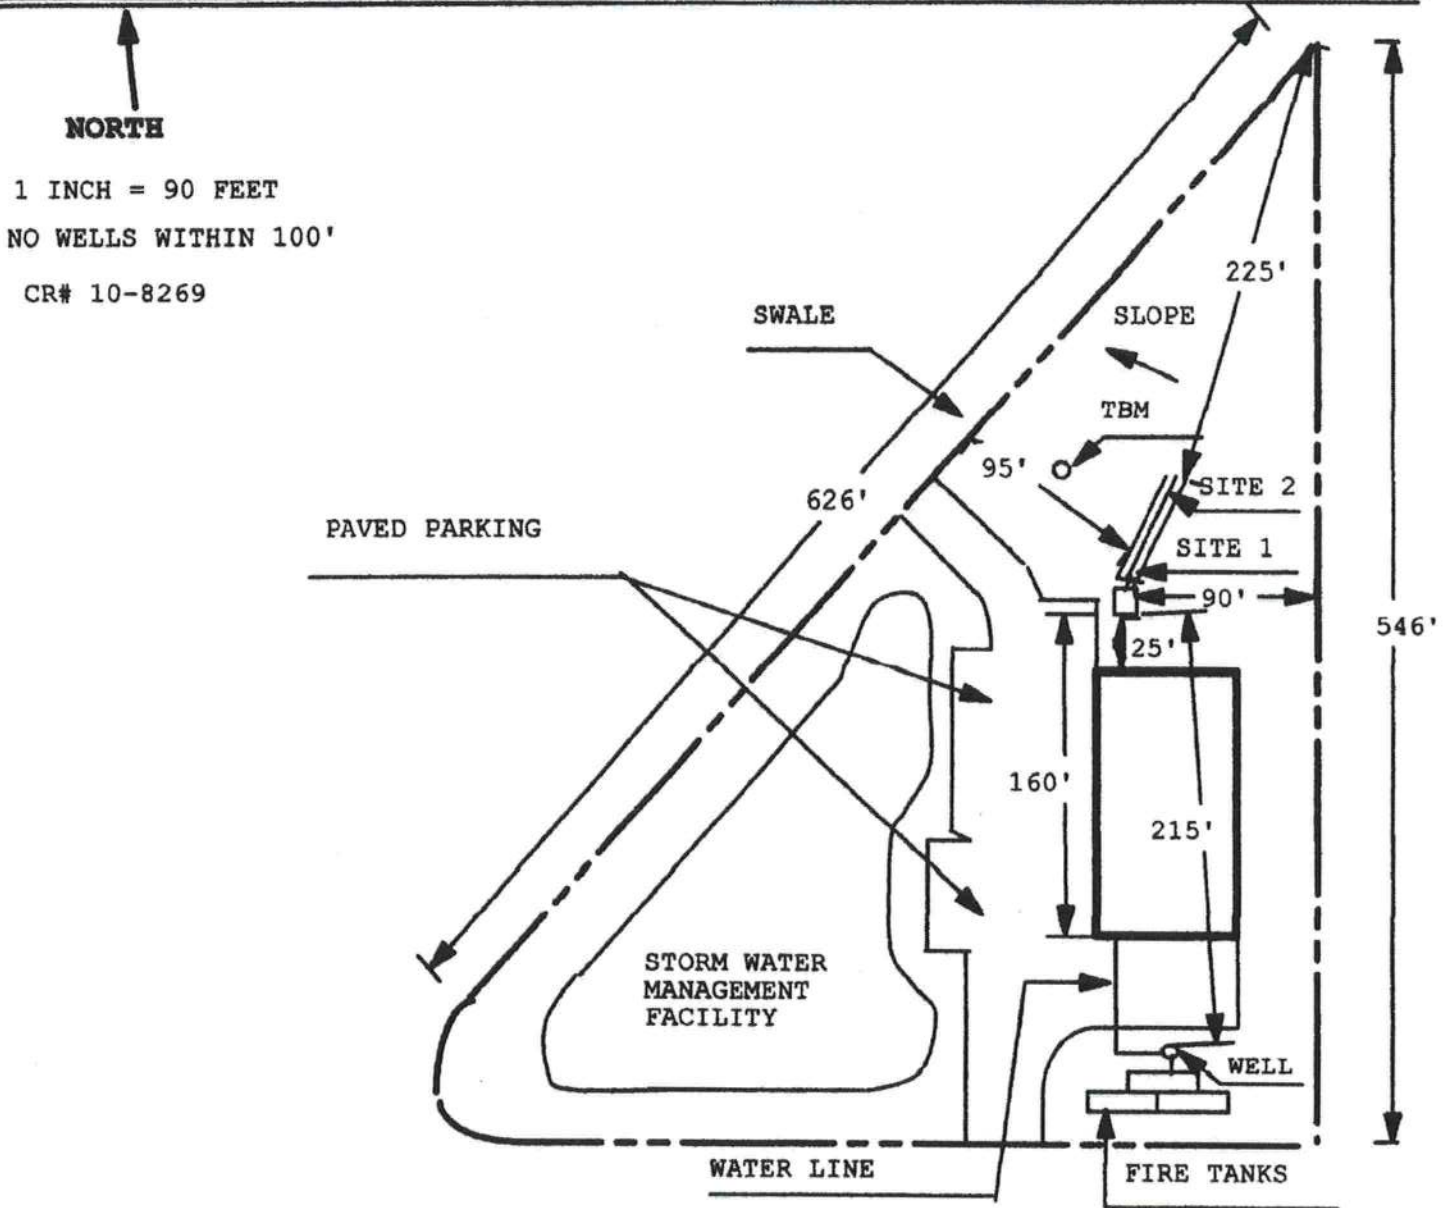 NORTH
1 INCH = 90 FEET
NO WELLS WITHIN 100'
CR# 10-8269
225'
SWALE
SLOPE
TBM
95'
626'
SITE 2
PAVED PARKING
SITE 1
90'
546'
25'
160'
215'
STORM WATER
MANAGEMENT
FACILITY
WELL
WATER LINE
FIRE TANKS